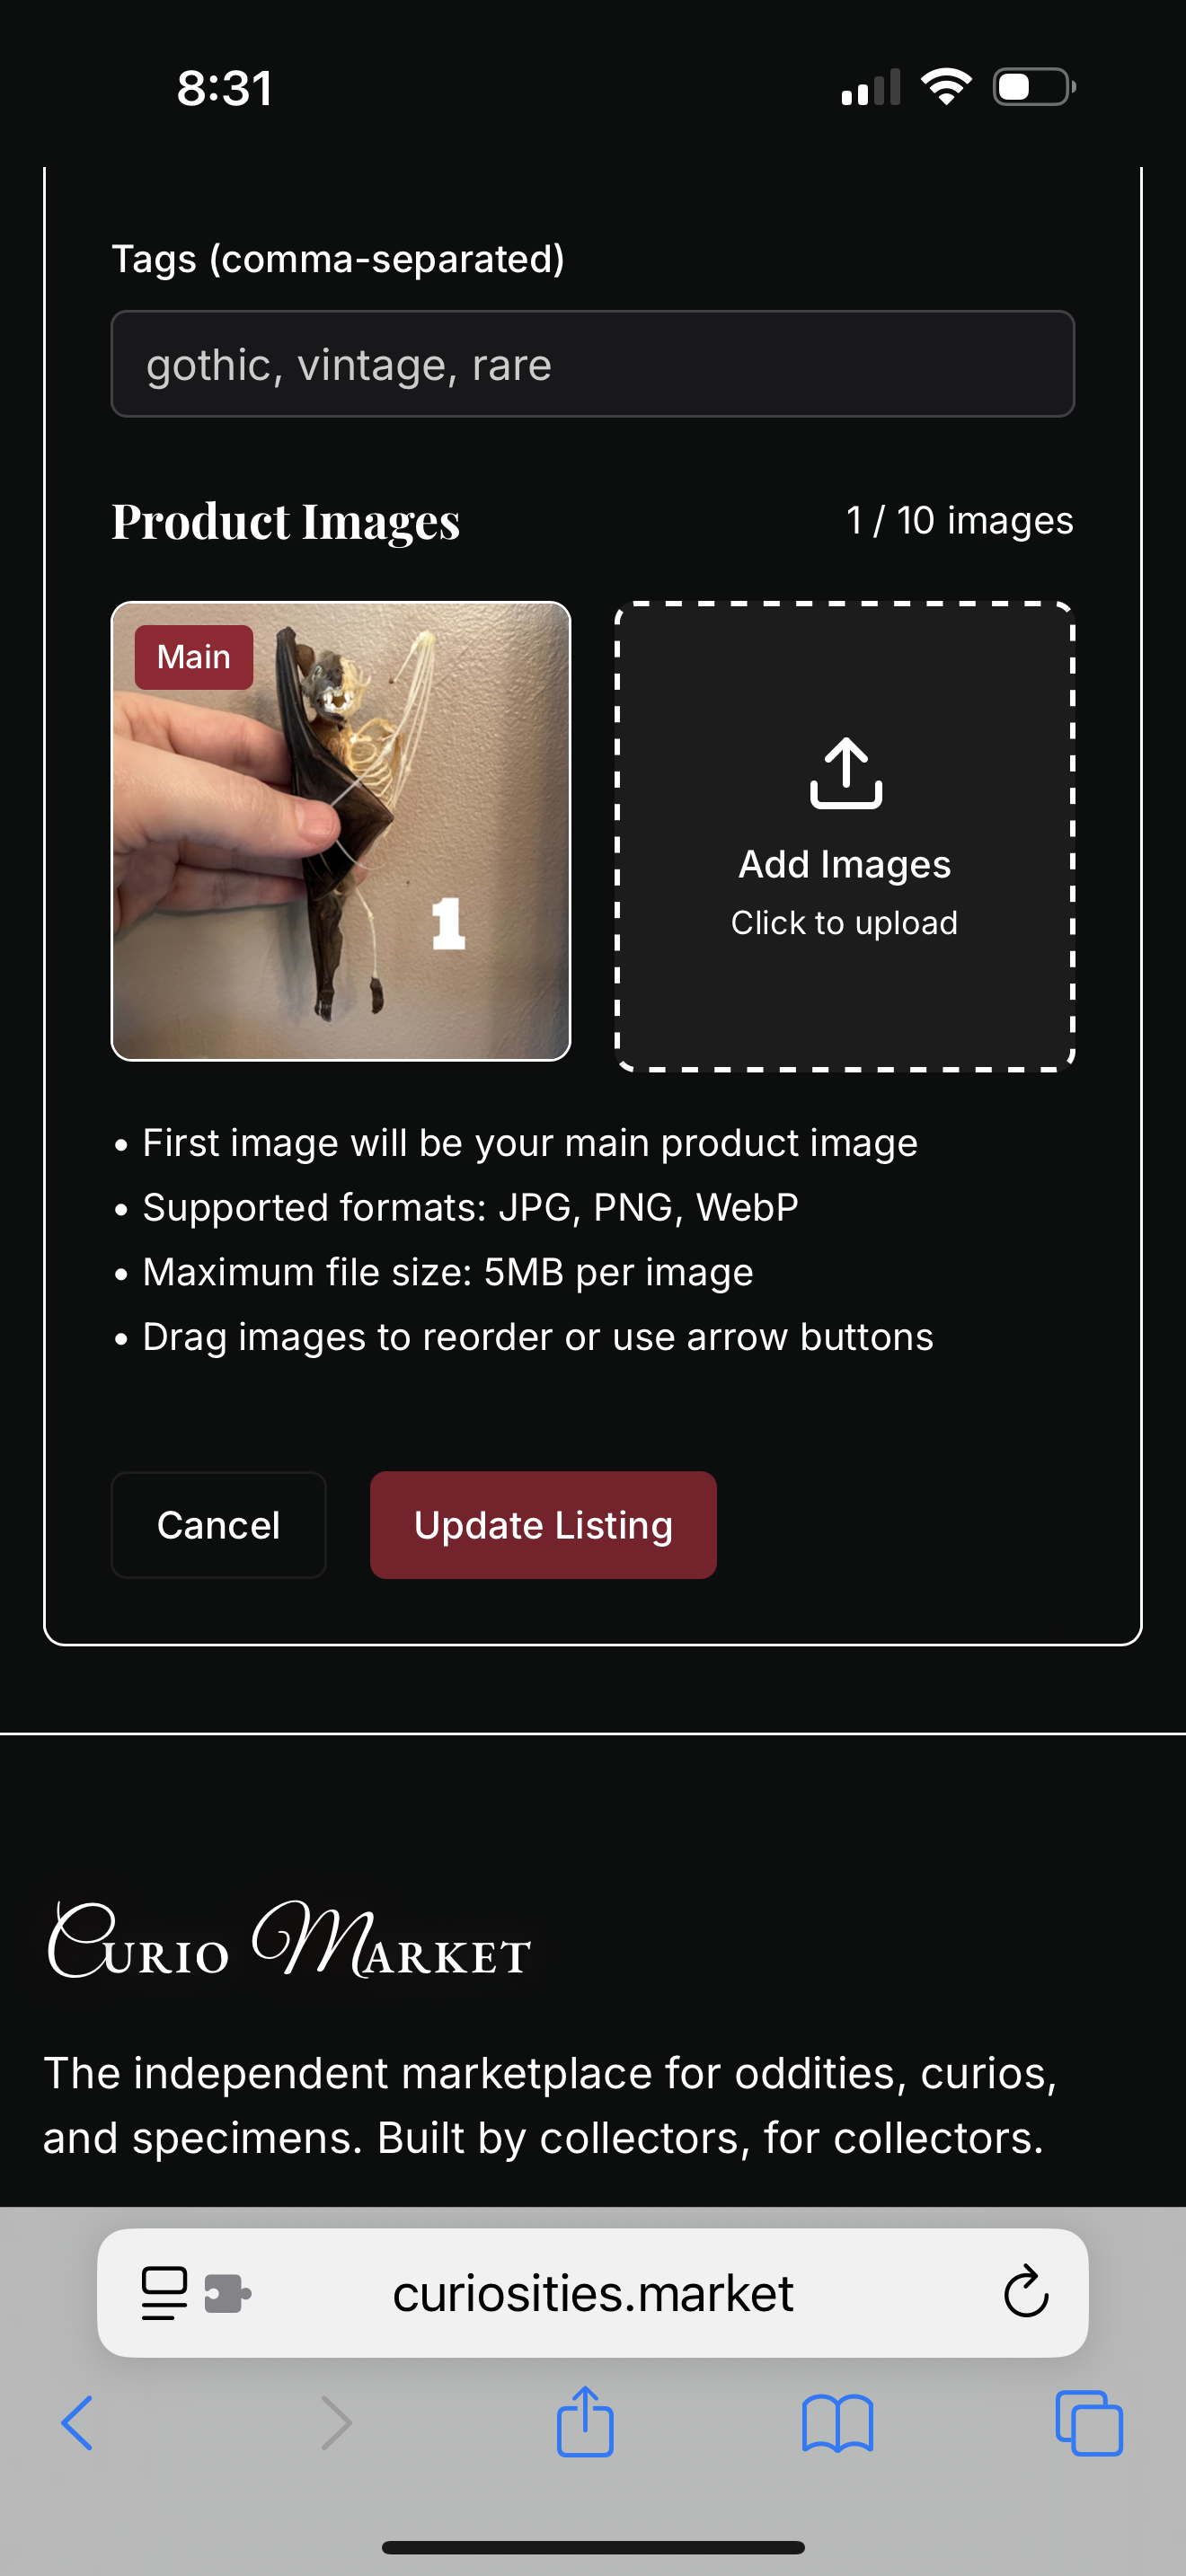 8:31
Tags (comma-separated)
gothic, vintage, rare
Product Images
1 / 10 images
Main
1
Add Images
Click to upload
• First image will be your main product image
• Supported formats: JPG, PNG, WebP
• Maximum file size: 5MB per image
• Drag images to reorder or use arrow buttons
Cancel
Update Listing
Curio Market
The independent marketplace for oddities, curios,
and specimens. Built by collectors, for collectors.
curiosities.market